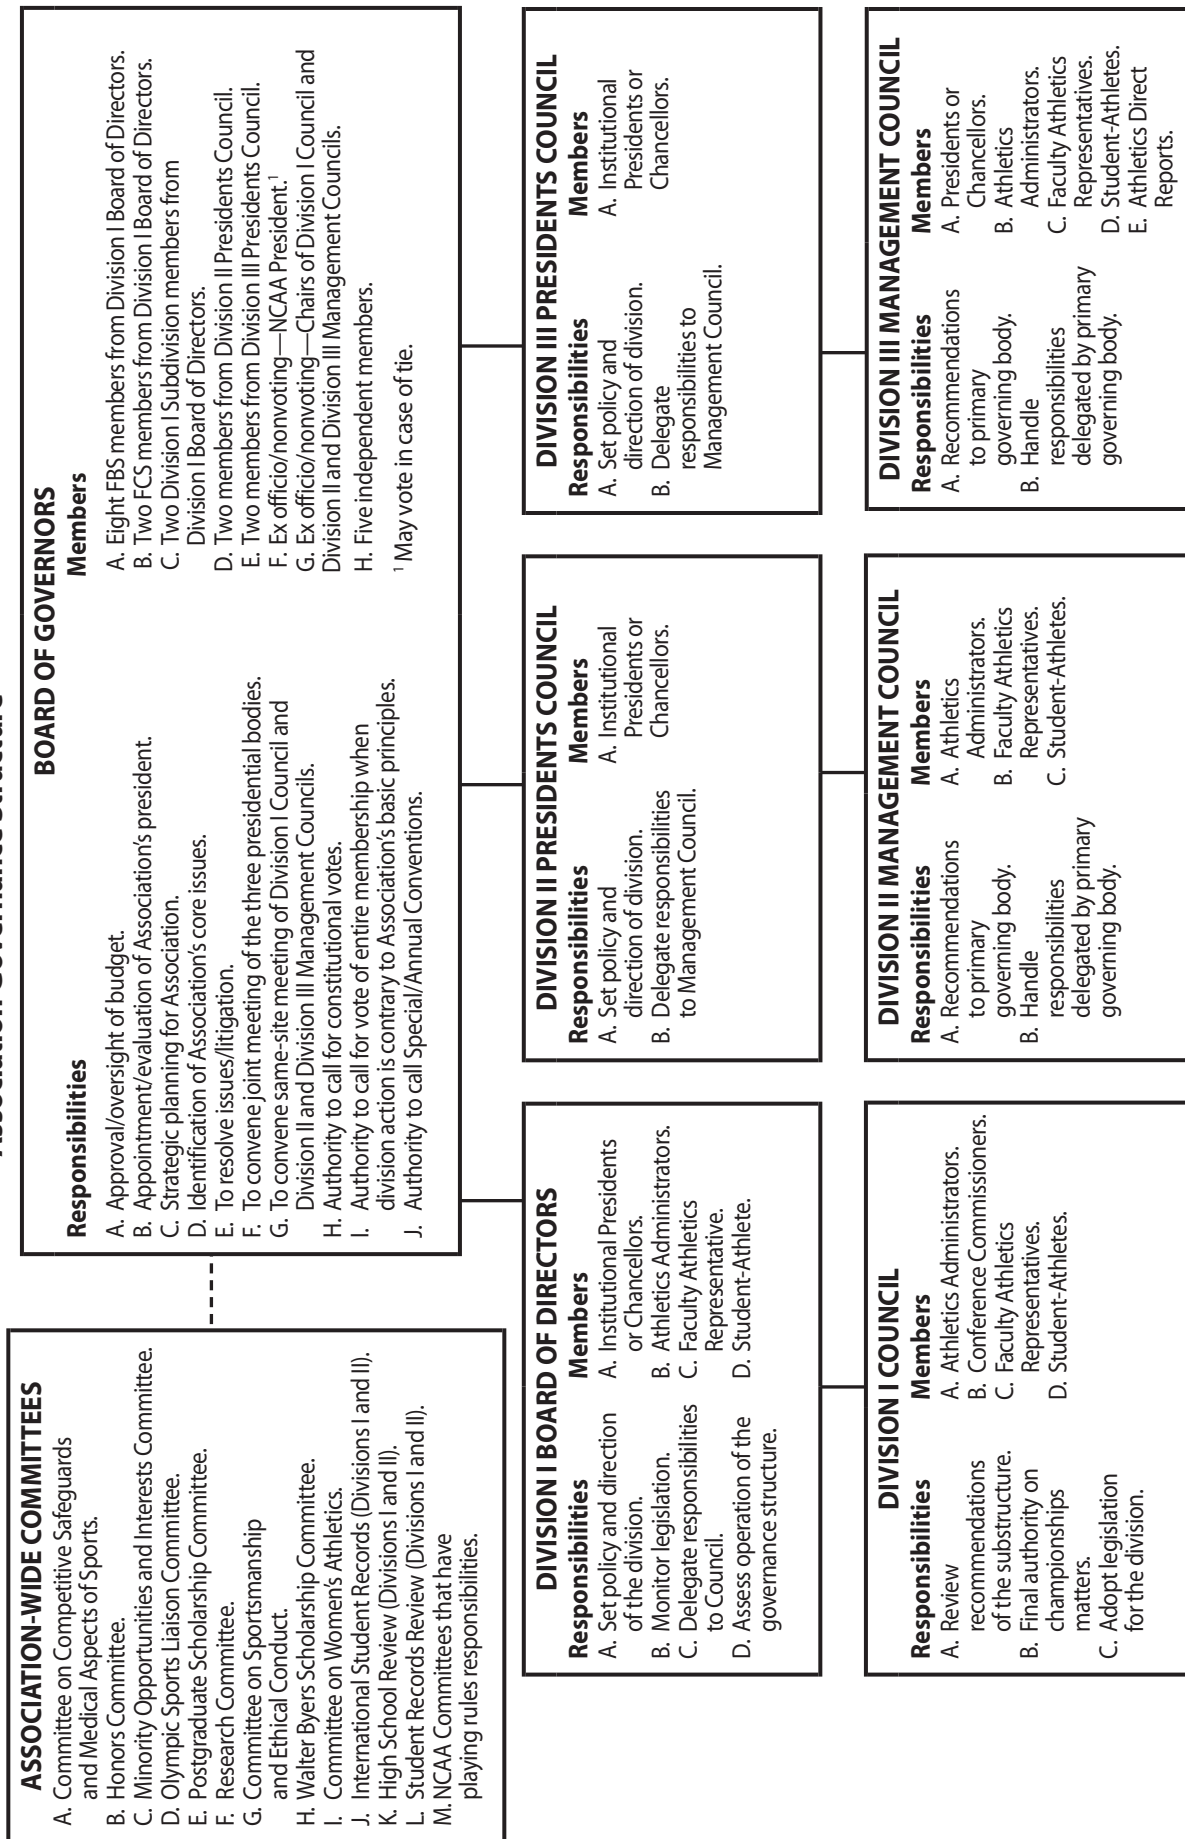 Association Governance Structure
ASSOCIATION-WIDE COMMITTEES
A. Committee on Competitive Safeguards
and Medical Aspects of Sports.
B. Honors Committee.
C. Minority Opportunities and Interests Committee.
D. Olympic Sports Liaison Committee.
E. Postgraduate Scholarship Committee.
F. Research Committee.
G. Committee on Sportsmanship
and Ethical Conduct.
H. Walter Byers Scholarship Committee.
I. Committee on Women's Athletics.
J. International Student Records (Divisions I and II).
K. High School Review (Divisions I and II).
L. Student Records Review (Divisions I and II).
M. NCAA Committees that have
playing rules responsibilities.
BOARD OF GOVERNORS
Responsibilities
A. Approval/oversight of budget.
B. Appointment/evaluation of Association's president.
C. Strategic planning for Association.
D. Identification of Association's core issues.
E. To resolve issues/litigation.
F. To convene joint meeting of the three presidential bodies.
G. To convene same-site meeting of Division I Council and
Division II and Division III Management Councils.
H. Authority to call for constitutional votes.
I. Authority to call for vote of entire membership when
division action is contrary to Association's basic principles.
J. Authority to call Special/Annual Conventions.
Members
A. Eight FBS members from Division I Board of Directors.
B. Two FCS members from Division I Board of Directors.
C. Two Division I Subdivision members from
Division I Board of Directors.
D. Two members from Division II Presidents Council.
E. Two members from Division III Presidents Council.
F. Ex officio/nonvoting—NCAA President.¹
G. Ex officio/nonvoting—Chairs of Division I Council and
Division II and Division III Management Councils.
H. Five independent members.
¹ May vote in case of tie.
DIVISION I BOARD OF DIRECTORS
Responsibilities
A. Set policy and direction
of the division.
B. Monitor legislation.
C. Delegate responsibilities
to Council.
D. Assess operation of the
governance structure.
Members
A. Institutional Presidents
or Chancellors.
B. Athletics Administrators.
C. Faculty Athletics
Representative.
D. Student-Athlete.
DIVISION II PRESIDENTS COUNCIL
Responsibilities
A. Set policy and
direction of division.
B. Delegate responsibilities
to Management Council.
Members
A. Institutional
Presidents or
Chancellors.
DIVISION III PRESIDENTS COUNCIL
Responsibilities
A. Set policy and
direction of division.
B. Delegate
responsibilities to
Management Council.
Members
A. Institutional
Presidents or
Chancellors.
DIVISION I COUNCIL
Responsibilities
A. Review
recommendations
of the substructure.
B. Final authority on
championships
matters.
C. Adopt legislation
for the division.
Members
A. Athletics Administrators.
B. Conference Commissioners.
C. Faculty Athletics
Representatives.
D. Student-Athletes.
DIVISION II MANAGEMENT COUNCIL
Responsibilities
A. Recommendations
to primary
governing body.
B. Handle
responsibilities
delegated by primary
governing body.
Members
A. Athletics
Administrators.
B. Faculty Athletics
Representatives.
C. Student-Athletes.
DIVISION III MANAGEMENT COUNCIL
Responsibilities
A. Recommendations
to primary
governing body.
B. Handle
responsibilities
delegated by primary
governing body.
Members
A. Presidents or
Chancellors.
B. Athletics
Administrators.
C. Faculty Athletics
Representatives.
D. Student-Athletes.
E. Athletics Direct
Reports.